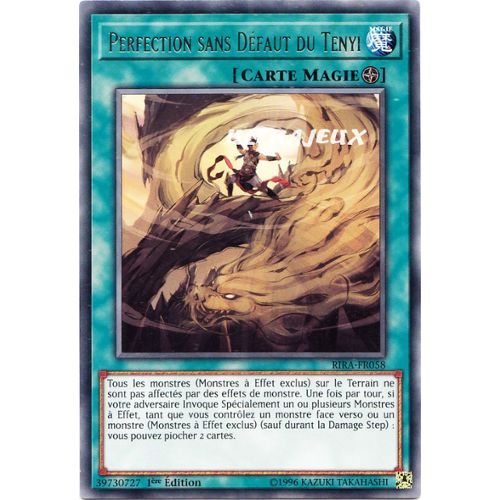 Perfection sans Défaut du Tenyi
[Carte Magie]
ULTRAJEUX
RIRA-FR058
Tous les monstres (Monstres à Effet exclus) sur le Terrain ne
sont pas affectés par des effets de monstre. Une fois par tour, si
votre adversaire Invoque Spécialement un ou plusieurs Monstres
à Effet, tant que vous contrôlez un monstre face verso ou un
monstre (Monstres à Effet exclus) (sauf durant la Damage Step) :
vous pouvez piocher 2 cartes.
39730727 1ère Édition ©1996 KAZUKI TAKAHASHI